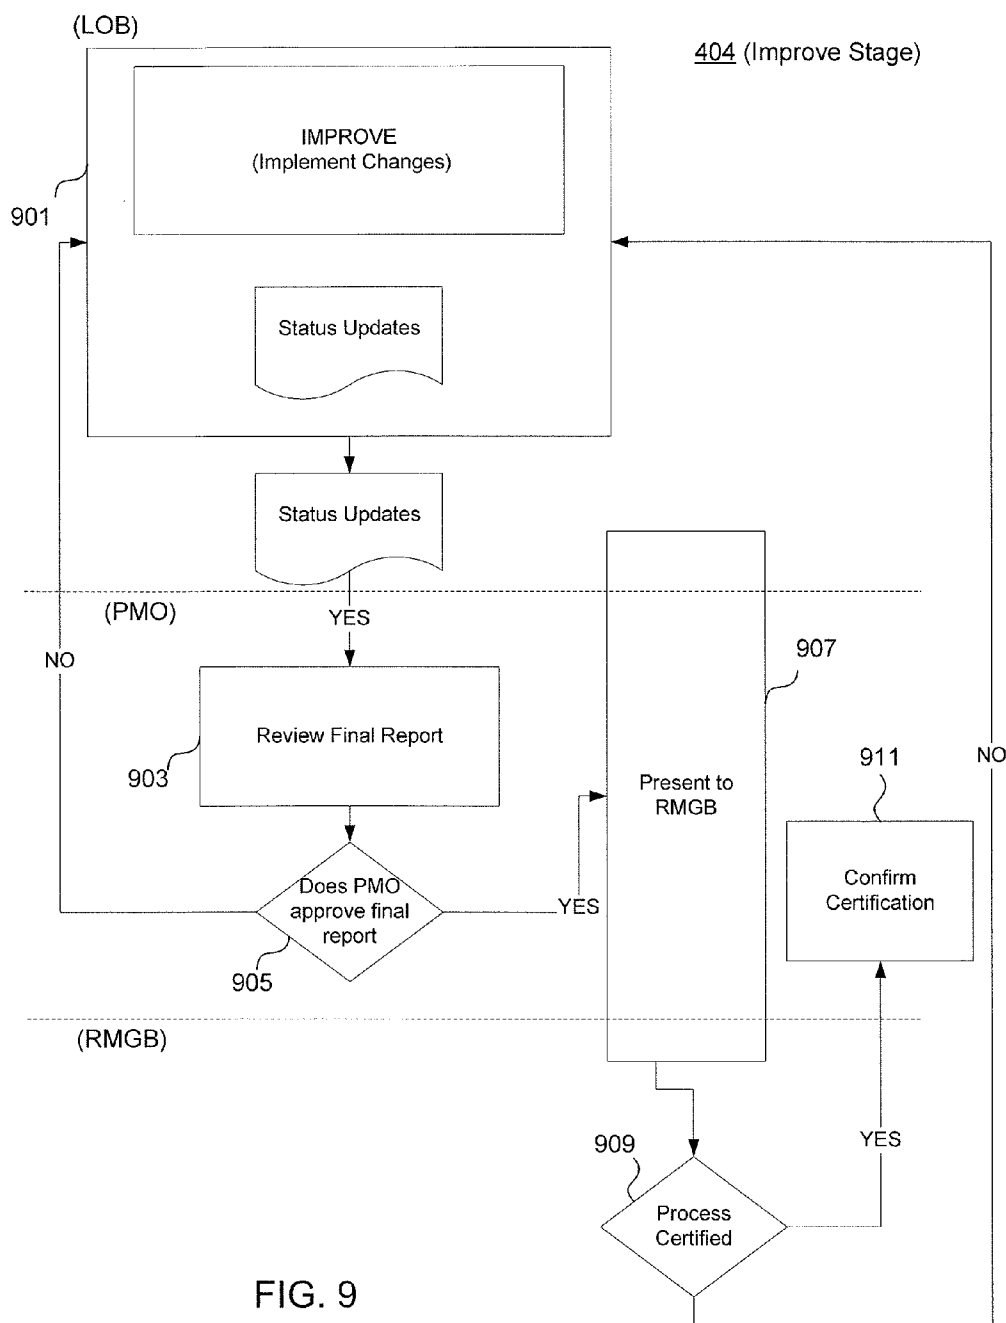 (LOB)
404 (Improve Stage)
IMPROVE
(Implement Changes)
901
Status Updates
Status Updates
(PMO)
YES
NO
907
Review Final Report
903
NO
911
Present to
RMGB
Does PMO
approve final
report
YES
Confirm
Certification
905
(RMGB)
YES
909
Process
Certified
FIG. 9